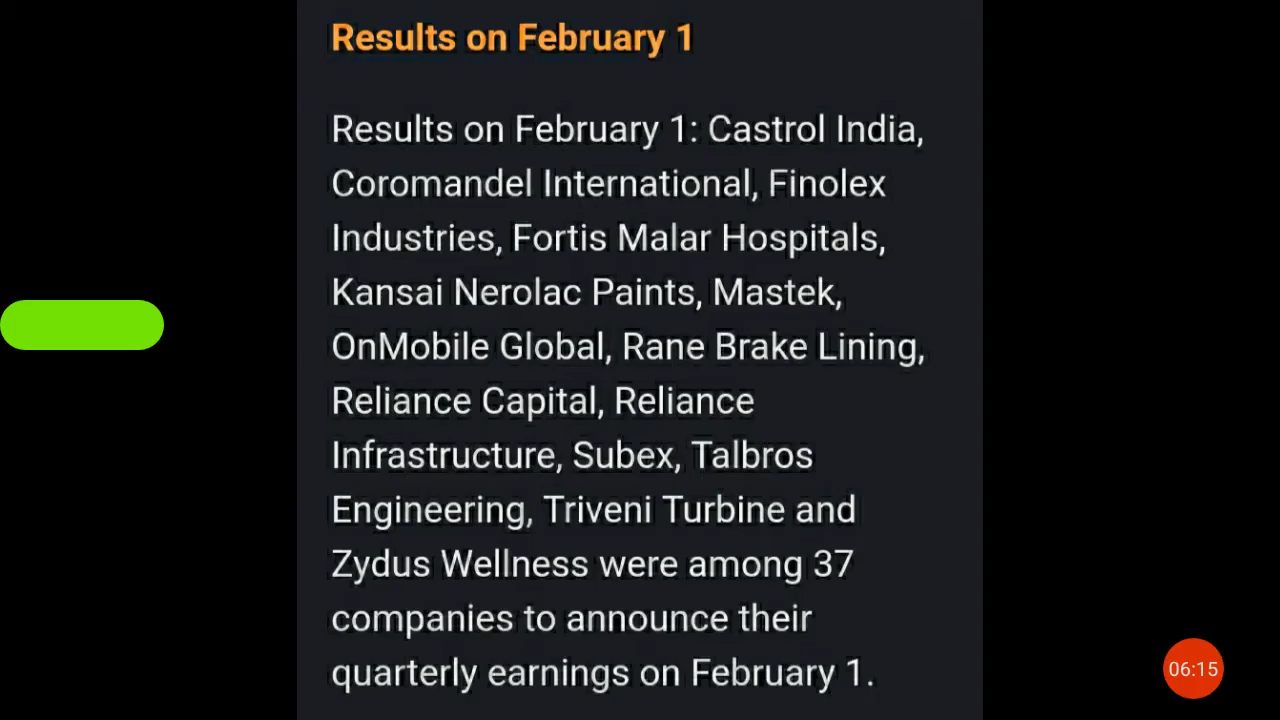 Results on February 1
Results on February 1: Castrol India,
Coromandel International, Finolex
Industries, Fortis Malar Hospitals,
Kansai Nerolac Paints, Mastek,
OnMobile Global, Rane Brake Lining,
Reliance Capital, Reliance
Infrastructure, Subex, Talbros
Engineering, Triveni Turbine and
Zydus Wellness were among 37
companies to announce their
quarterly earnings on February 1.
06:15